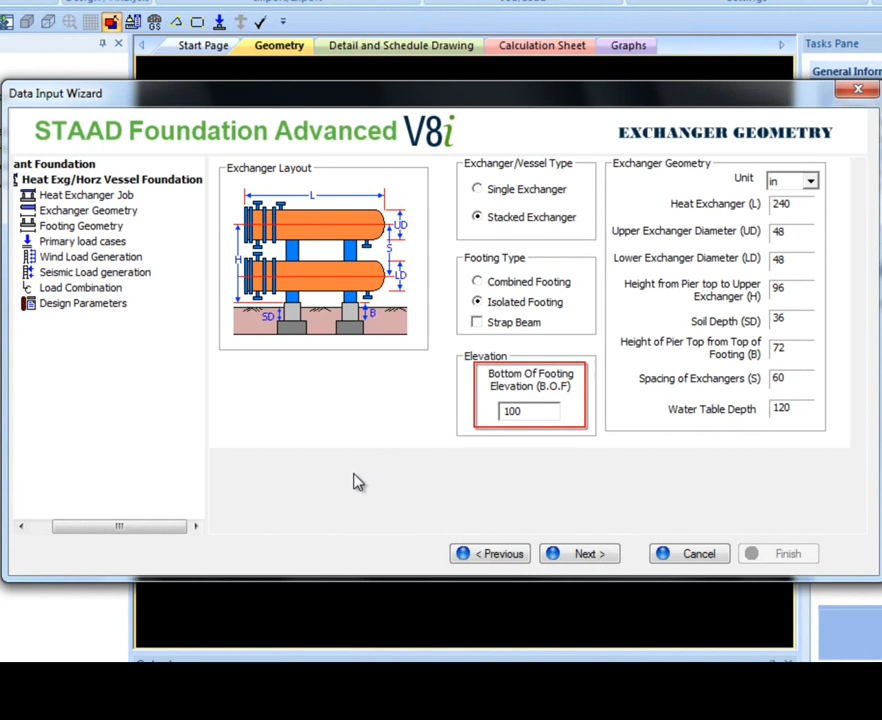 Start Page
Geometry
Detail and Schedule Drawing
Calculation Sheet
Graphs
Tasks Pane
General Inforr
Data Input Wizard
STAAD Foundation Advanced V8i
EXCHANGER GEOMETRY
ant Foundation
Heat Exg/Horz Vessel Foundation
Heat Exchanger Job
Exchanger Geometry
Footing Geometry
Primary load cases
Wind Load Generation
Seismic Load generation
Load Combination
Design Parameters
Exchanger Layout
L
UD
S
H
LD
SD
B
Exchanger/Vessel Type
Single Exchanger
Stacked Exchanger
Footing Type
Combined Footing
Isolated Footing
Strap Beam
Elevation
Bottom Of Footing
Elevation (B.O.F)
100
Exchanger Geometry
Unit in
Heat Exchanger (L) 240
Upper Exchanger Diameter (UD) 48
Lower Exchanger Diameter (LD) 48
Height from Pier top to Upper
Exchanger (H) 96
Soil Depth (SD) 36
Height of Pier Top from Top of
Footing (B) 72
Spacing of Exchangers (S) 60
Water Table Depth 120
< Previous
Next >
Cancel
Finish